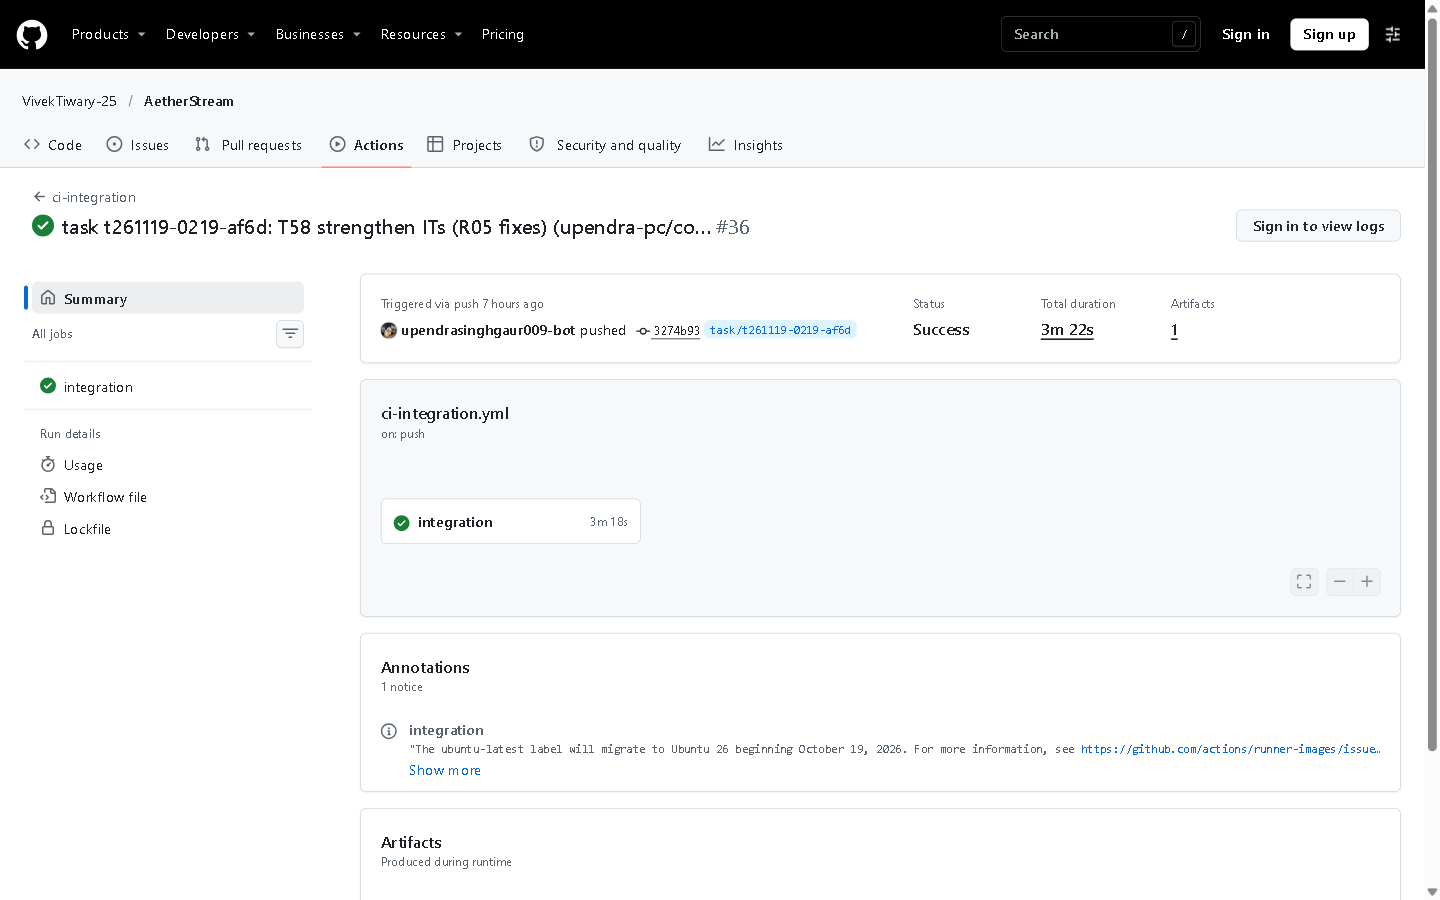 Products Developers Businesses Resources Pricing Search / Sign in Sign up
VivekTiwary-25 / AetherStream
Code Issues Pull requests Actions Projects Security and quality Insights
ci-integration
task t261119-0219-af6d: T58 strengthen ITs (R05 fixes) (upendra-pc/co... #36
Sign in to view logs
Summary
All jobs
integration
Run details
Usage
Workflow file
Lockfile
Triggered via push 7 hours ago
upendrasinghgaur009-bot pushed 3274b93 task/t261119-0219-af6d
Status
Success
Total duration
3m 22s
Artifacts
1
ci-integration.yml
on: push
integration 3m 18s
Annotations
1 notice
integration
"The ubuntu-latest label will migrate to Ubuntu 26 beginning October 19, 2026. For more information, see https://github.com/actions/runner-images/issue…
Show more
Artifacts
Produced during runtime